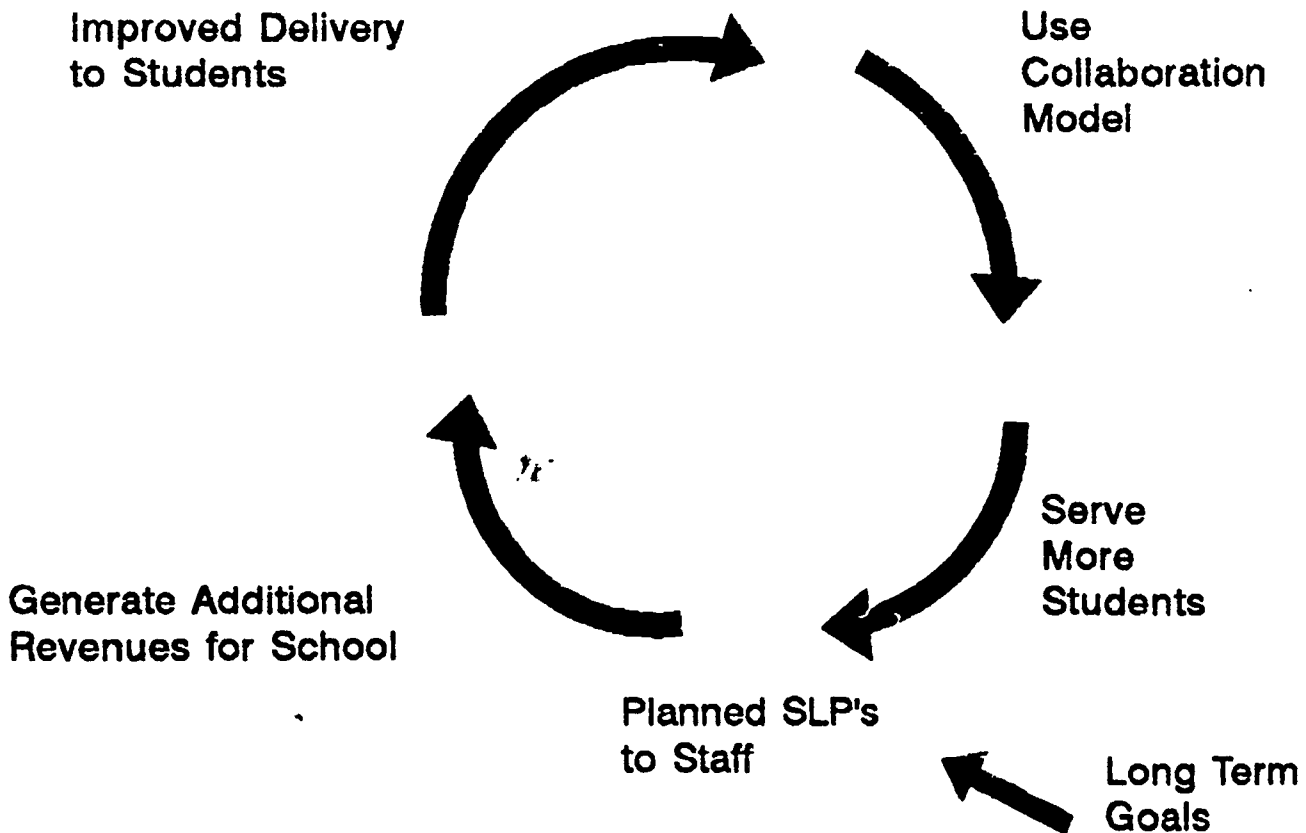 Improved Delivery
to Students
Use
Collaboration
Model
Serve
More
Students
Generate Additional
Revenues for School
Planned SLP's
to Staff
Long Term
Goals